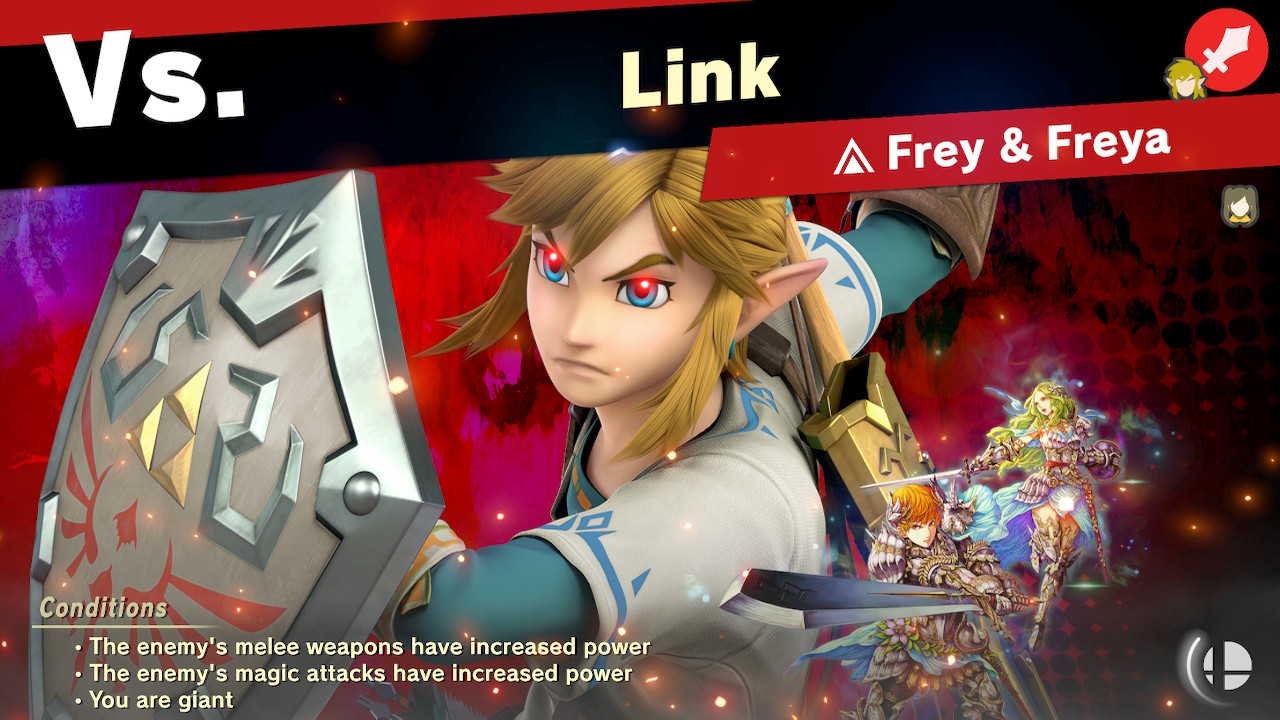 Vs.
Link
Frey & Freya
Conditions
• The enemy's melee weapons have increased power
• The enemy's magic attacks have increased power
• You are giant